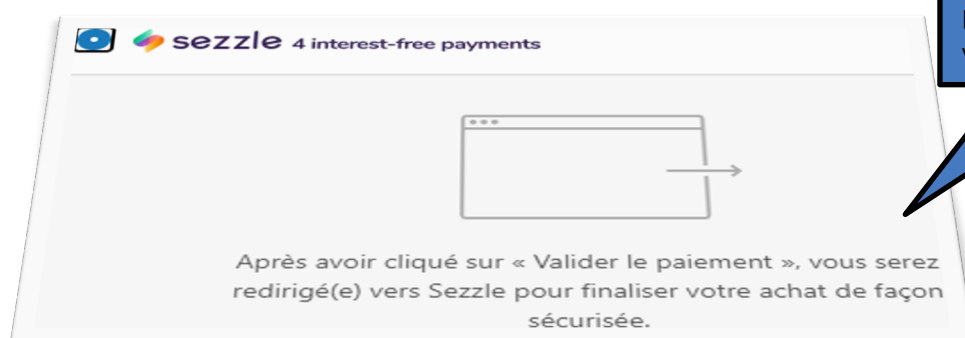 sezzle 4 interest-free payments
Après avoir cliqué sur « Valider le paiement », vous serez
redirigé(e) vers Sezzle pour finaliser votre achat de façon
sécurisée.